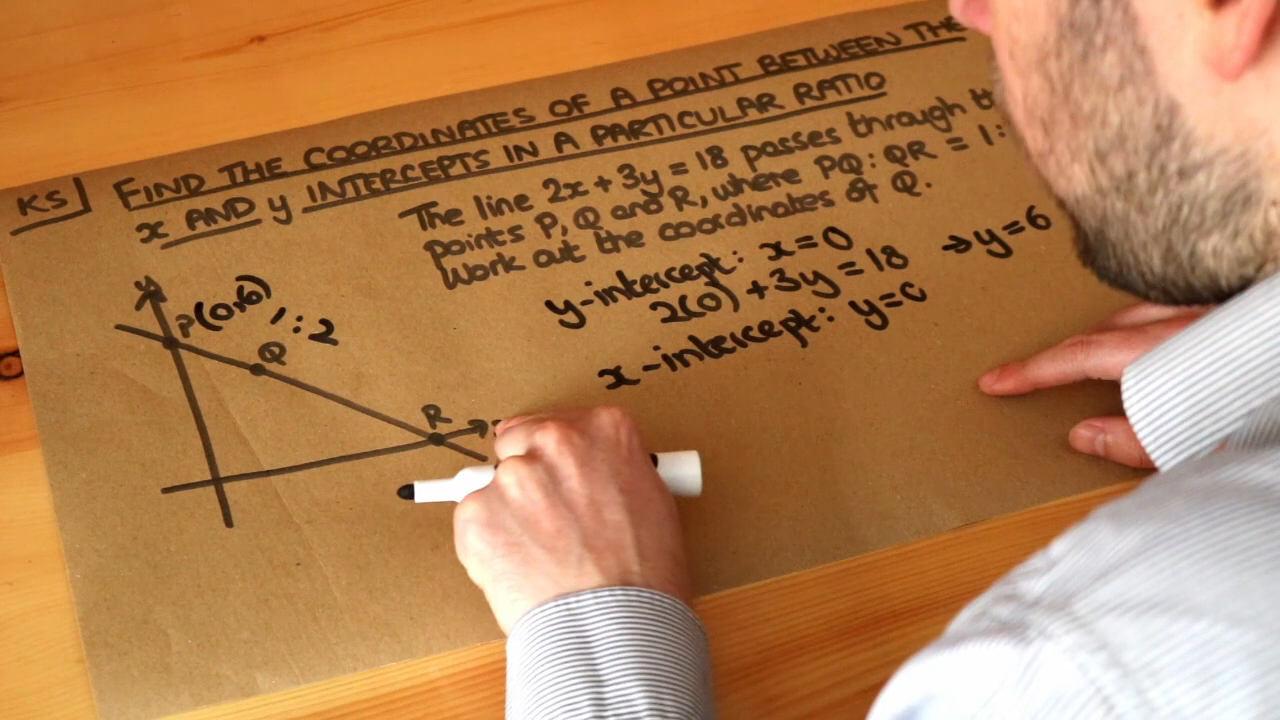 KS
FIND THE COORDINATES OF A POINT BETWEEN THE
x AND y INTERCEPTS IN A PARTICULAR RATIO
The line 2x + 3y = 18 passes through
points P, Q and R, where PQ : QR = 1 :
Work out the coordinates of Q.
y-intercept: x = 0
2(0) + 3y = 18 → y = 6
x-intercept: y = 0
y
P(0,6)
1:2
Q
R